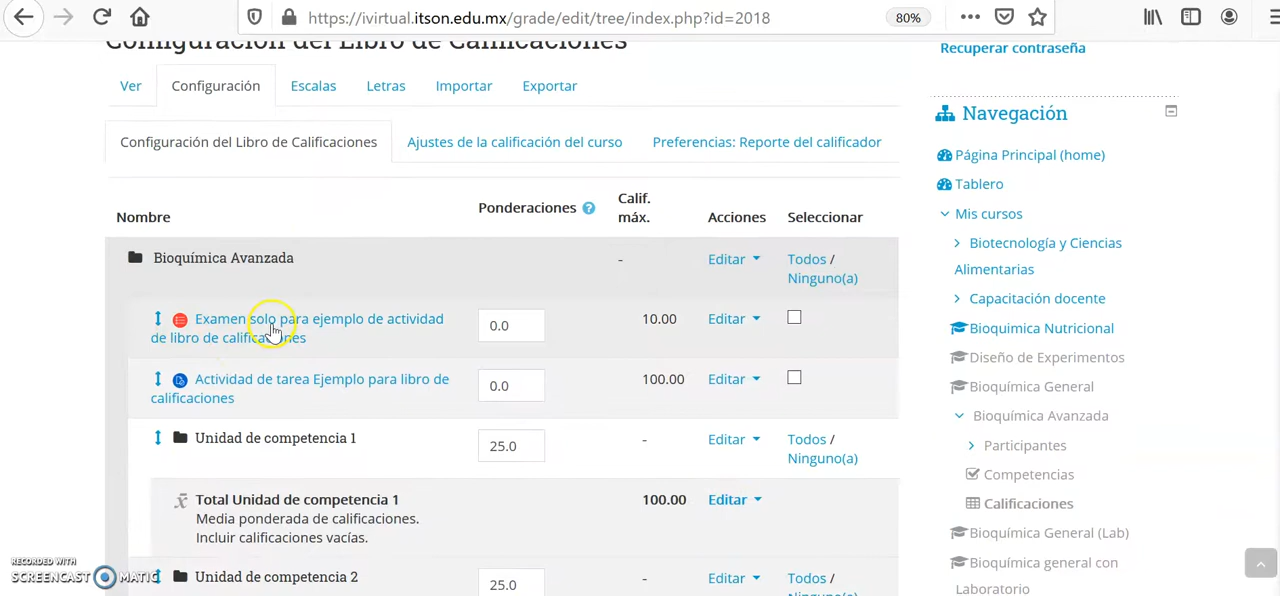 https://ivirtual.itson.edu.mx/grade/edit/tree/index.php?id=2018
80%
Configuración del Libro de Calificaciones
Ver
Configuración
Escalas
Letras
Importar
Exportar
Configuración del Libro de Calificaciones
Ajustes de la calificación del curso
Preferencias: Reporte del calificador
Nombre
Ponderaciones ?
Calif.
máx.
Acciones
Seleccionar
Bioquímica Avanzada
-
Editar
Todos /
Ninguno(a)
Examen solo para ejemplo de actividad
de libro de calificaciones
0.0
10.00
Editar
Actividad de tarea Ejemplo para libro de
calificaciones
0.0
100.00
Editar
Unidad de competencia 1
25.0
-
Editar
Todos /
Ninguno(a)
Total Unidad de competencia 1
Media ponderada de calificaciones.
Incluir calificaciones vacías.
100.00
Editar
Unidad de competencia 2
25.0
-
Editar
Todos /
Ninguno(a)
Recuperar contraseña
Navegación
Página Principal (home)
Tablero
Mis cursos
Biotecnología y Ciencias
Alimentarias
Capacitación docente
Bioquimica Nutricional
Diseño de Experimentos
Bioquímica General
Bioquímica Avanzada
Participantes
Competencias
Calificaciones
Bioquímica General (Lab)
Bioquímica general con
Laboratorio
RECORDED WITH
SCREENCAST MATIC